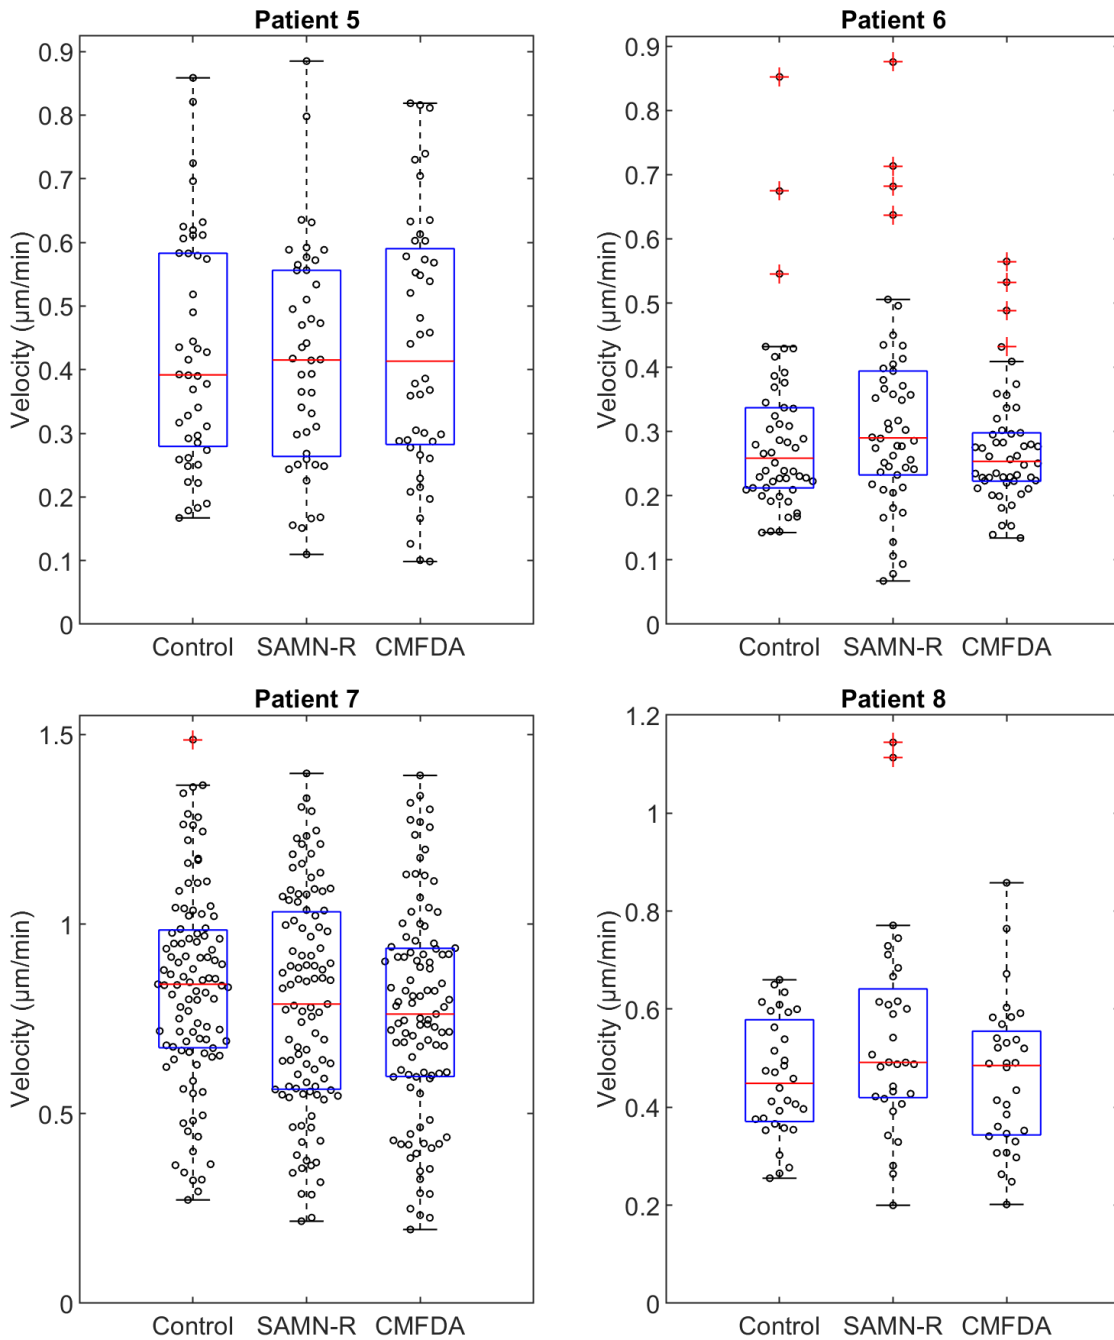 Patient 5
0.9
0.8
0.7
0.6
0.5
0.4
0.3
0.2
0.1
0
Velocity (µm/min)
Control SAMN-R CMFDA
Patient 6
0.9
0.8
0.7
0.6
0.5
0.4
0.3
0.2
0.1
0
Velocity (µm/min)
Control SAMN-R CMFDA
Patient 7
1.5
1
0.5
0
Velocity (µm/min)
Control SAMN-R CMFDA
Patient 8
1.2
1
0.8
0.6
0.4
0.2
0
Velocity (µm/min)
Control SAMN-R CMFDA